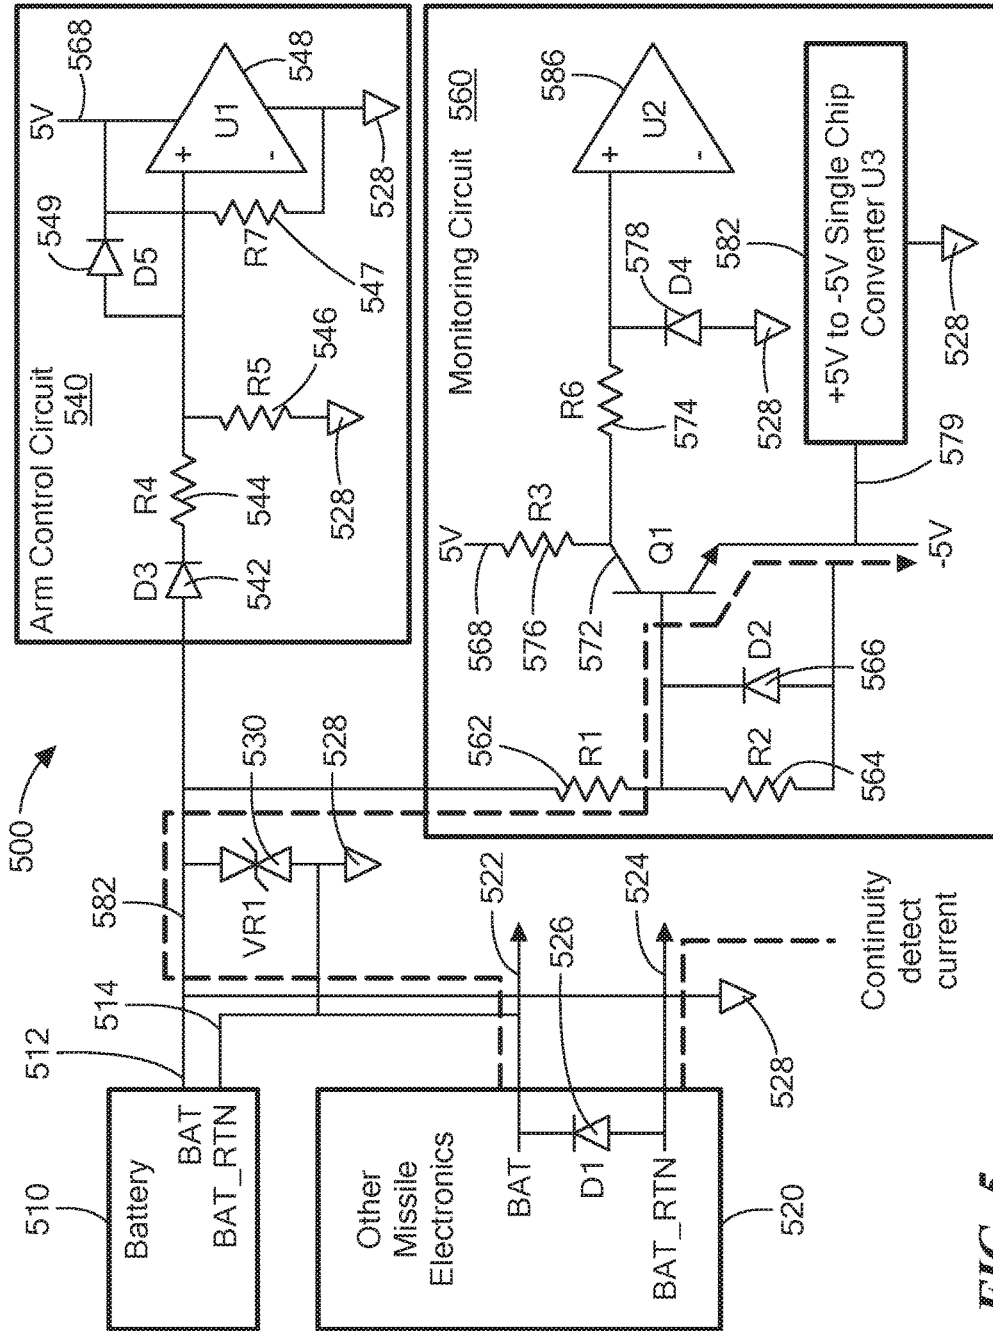 500
510
Battery
BAT
BAT_RTN
512
514
582
VR1
530
528
Other
Missile
Electronics
BAT
D1
BAT_RTN
520
522
526
524
528
Continuity
detect
current
Arm Control Circuit
540
D3
542
R4
544
R5
546
528
D5
549
R7
547
5V
568
U1
+
-
548
528
Monitoring Circuit 560
562
R1
R2
564
D2
566
5V
568
R3
576
572
Q1
-5V
R6
574
D4
578
528
U2
+
-
586
582
+5V to -5V Single Chip
Converter U3
579
528